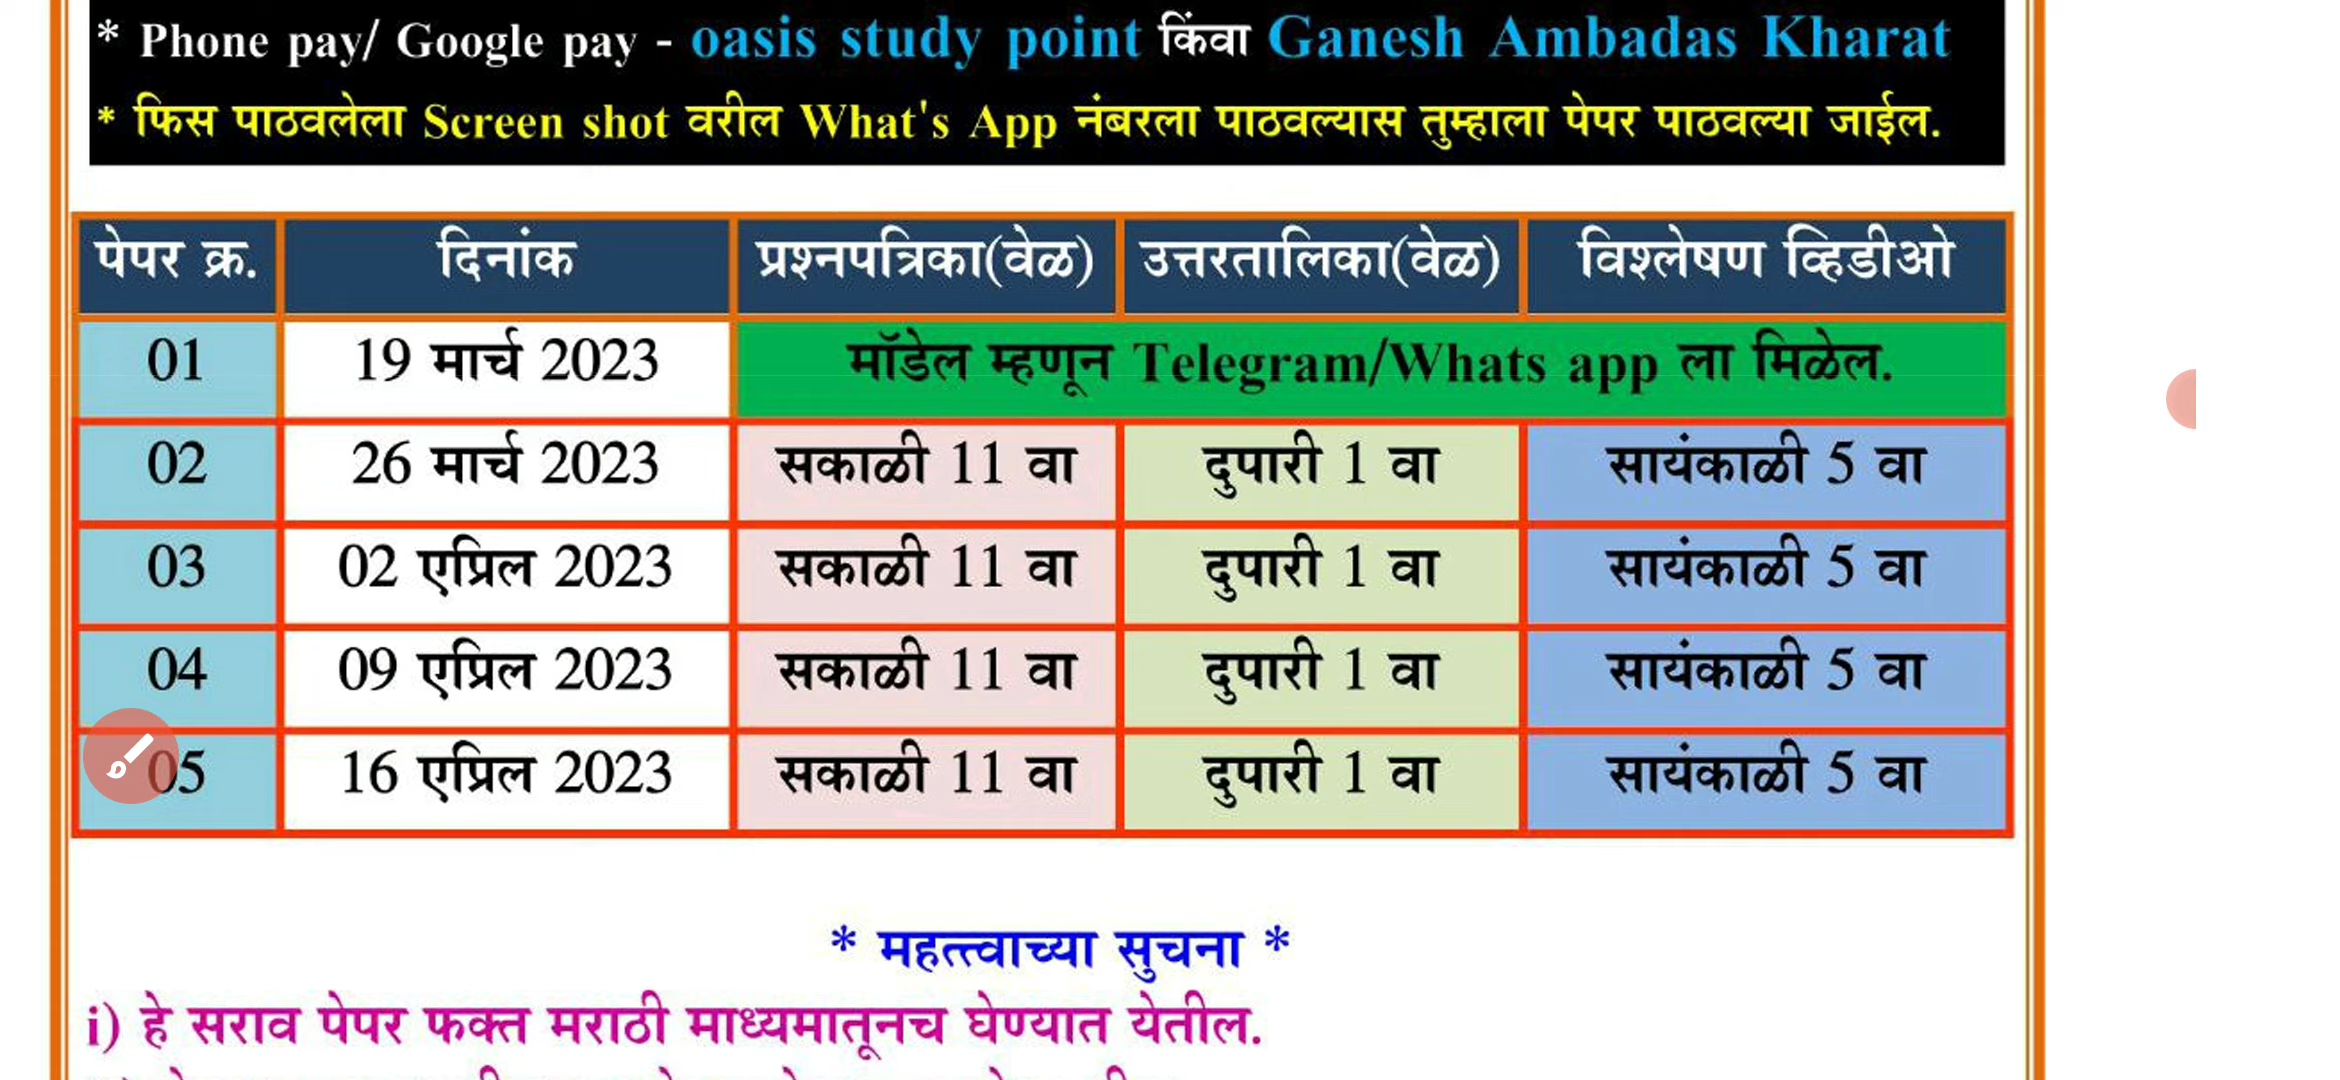 * Phone pay/ Google pay - oasis study point किंवा Ganesh Ambadas Kharat
* फिस पाठवलेला Screen shot वरील What's App नंबरला पाठवल्यास तुम्हाला पेपर पाठवल्या जाईल.
पेपर क्र. दिनांक प्रश्नपत्रिका(वेळ) उत्तरतालिका(वेळ) विश्लेषण व्हिडीओ
01 19 मार्च 2023 मॉडेल म्हणून Telegram/Whats app ला मिळेल.
02 26 मार्च 2023 सकाळी 11 वा दुपारी 1 वा सायंकाळी 5 वा
03 02 एप्रिल 2023 सकाळी 11 वा दुपारी 1 वा सायंकाळी 5 वा
04 09 एप्रिल 2023 सकाळी 11 वा दुपारी 1 वा सायंकाळी 5 वा
05 16 एप्रिल 2023 सकाळी 11 वा दुपारी 1 वा सायंकाळी 5 वा
* महत्त्वाच्या सुचना *
i) हे सराव पेपर फक्त मराठी माध्यमातूनच घेण्यात येतील.